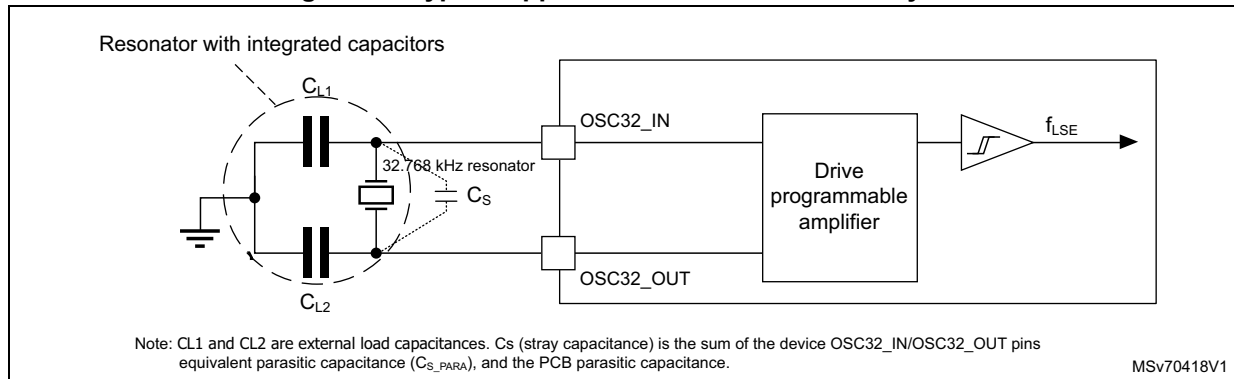 Resonator with integrated capacitors
CL1
OSC32_IN
fLSE
32.768 kHz resonator
CS
Drive
programmable
amplifier
OSC32_OUT
CL2
Note: CL1 and CL2 are external load capacitances. Cs (stray capacitance) is the sum of the device OSC32_IN/OSC32_OUT pins
equivalent parasitic capacitance (CS_PARA), and the PCB parasitic capacitance.
MSv70418V1